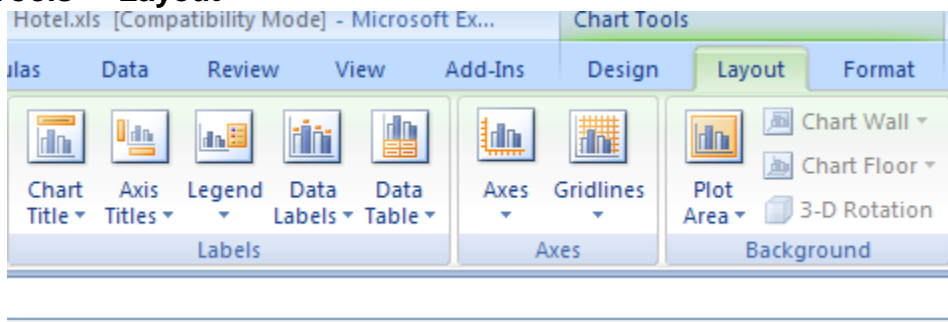 Hotel.xls [Compatibility Mode] - Microsoft Ex... Chart Tools
Data Review View Add-Ins Design Layout Format
Chart Title Axis Titles Legend Data Labels Data Table Axes Gridlines Plot Area Chart Wall
Chart Floor
3-D Rotation
Labels Axes Background